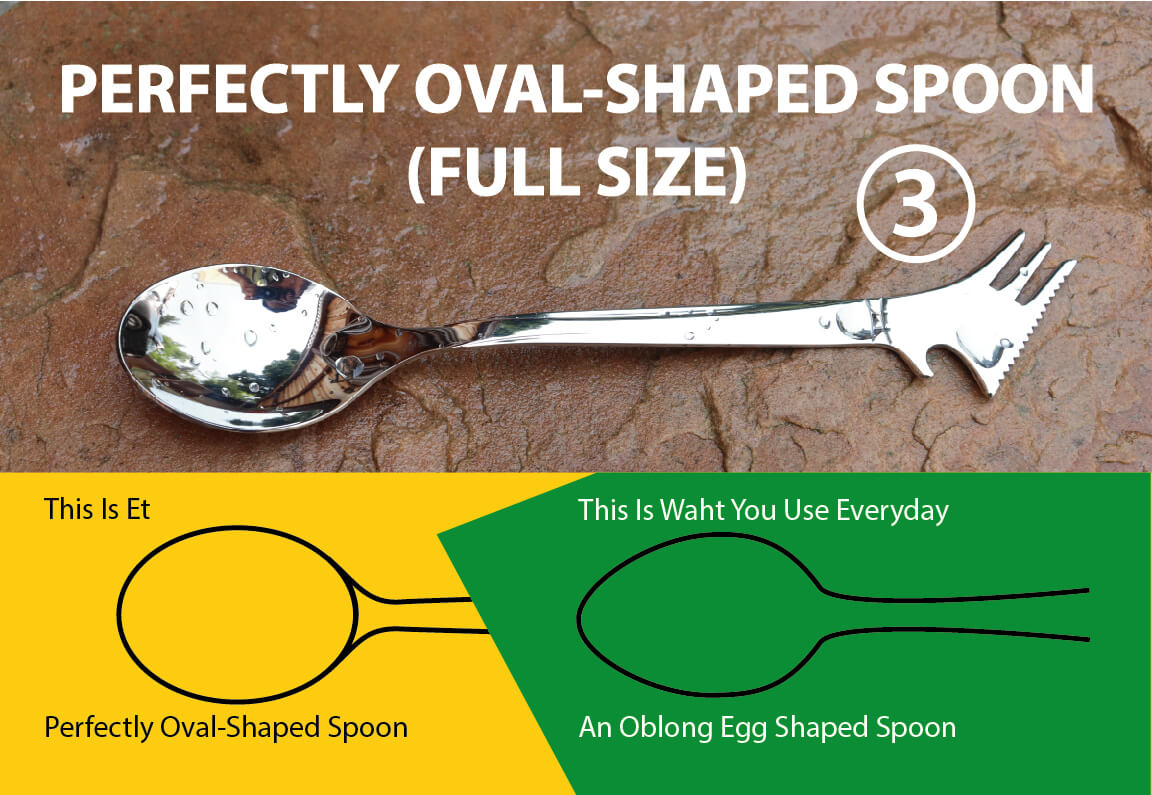 PERFECTLY OVAL-SHAPED SPOON
(FULL SIZE)
3
This Is Et
This Is Waht You Use Everyday
Perfectly Oval-Shaped Spoon
An Oblong Egg Shaped Spoon